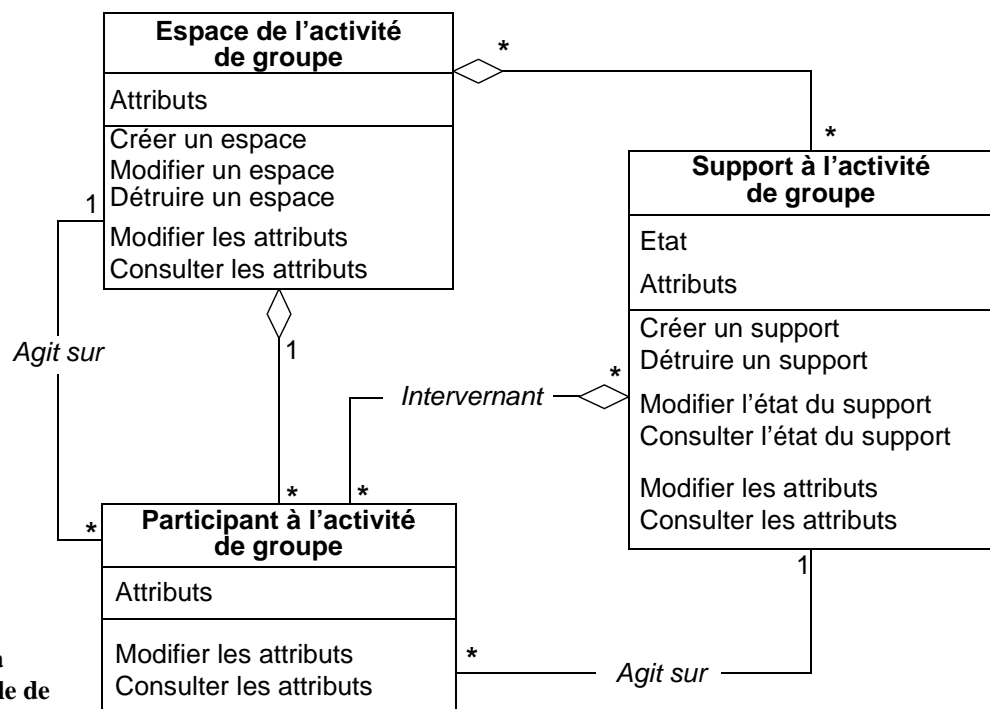 Espace de l’activité
de groupe
Attributs
Créer un espace
Modifier un espace
Détruire un espace
Modifier les attributs
Consulter les attributs
*
*
Support à l’activité
de groupe
Etat
Attributs
Créer un support
Détruire un support
Modifier l’état du support
Consulter l’état du support
Modifier les attributs
Consulter les attributs
1
Agit sur
*
1
*
*
Intervernant
*
Participant à l’activité
de groupe
Attributs
Modifier les attributs
Consulter les attributs
1
*
Agit sur
le de